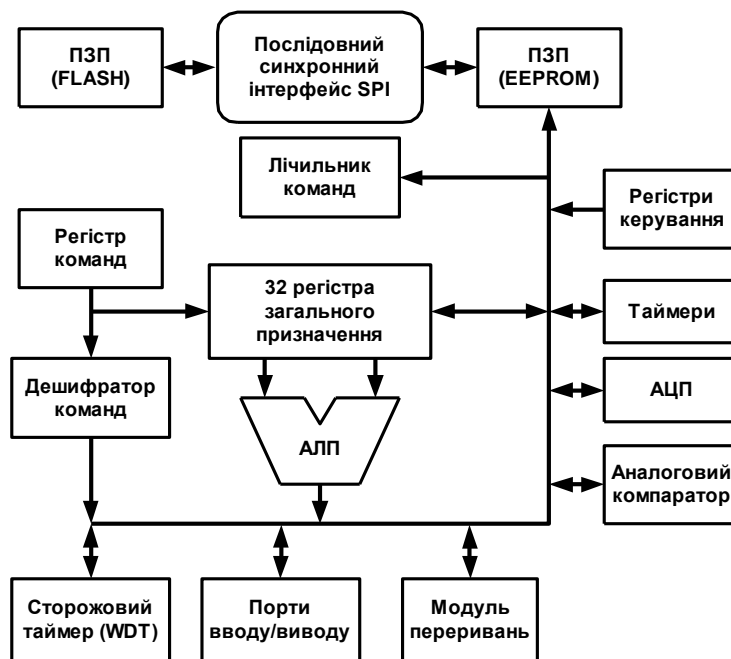 ПЗП
(FLASH)
Послідовний
синхронний
інтерфейс SPI
ПЗП
(EEPROM)
Лічильник
команд
Регістри
керування
Регістр
команд
32 регістра
загального
призначення
Таймери
Дешифратор
команд
АЦП
АЛП
Аналоговий
компаратор
Сторожовий
таймер (WDT)
Порти
вводу/виводу
Модуль
переривань